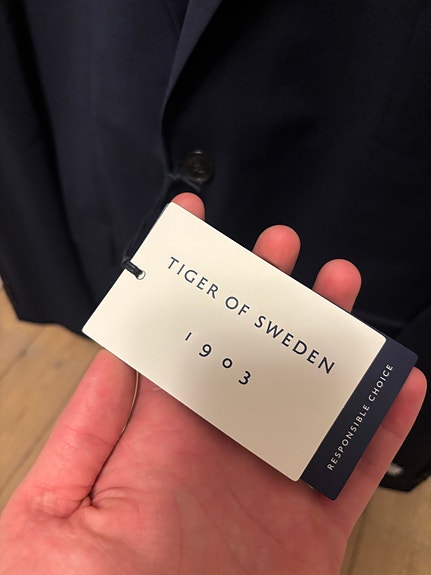 TIGER OF SWEDEN
1903
RESPONSIBLE CHOICE